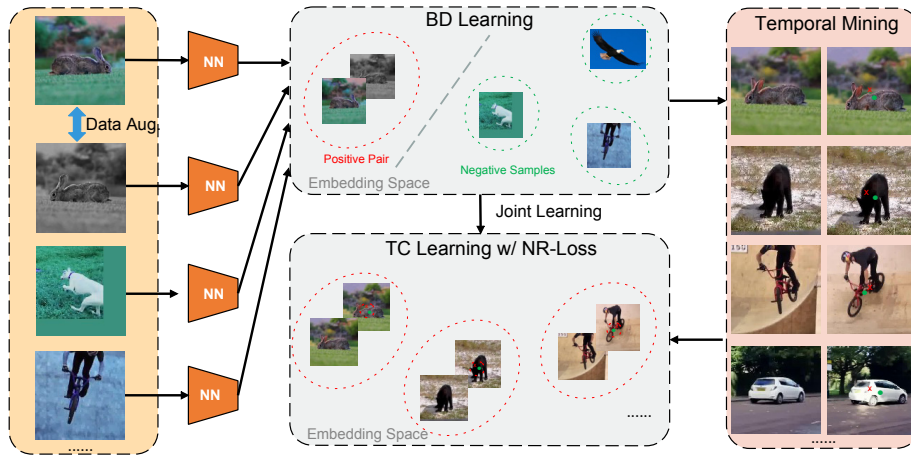 Data Aug.
......
NN
NN
NN
NN
BD Learning
Positive Pair
Negative Samples
Embedding Space
Joint Learning
TC Learning w/ NR-Loss
......
Embedding Space
Temporal Mining
......